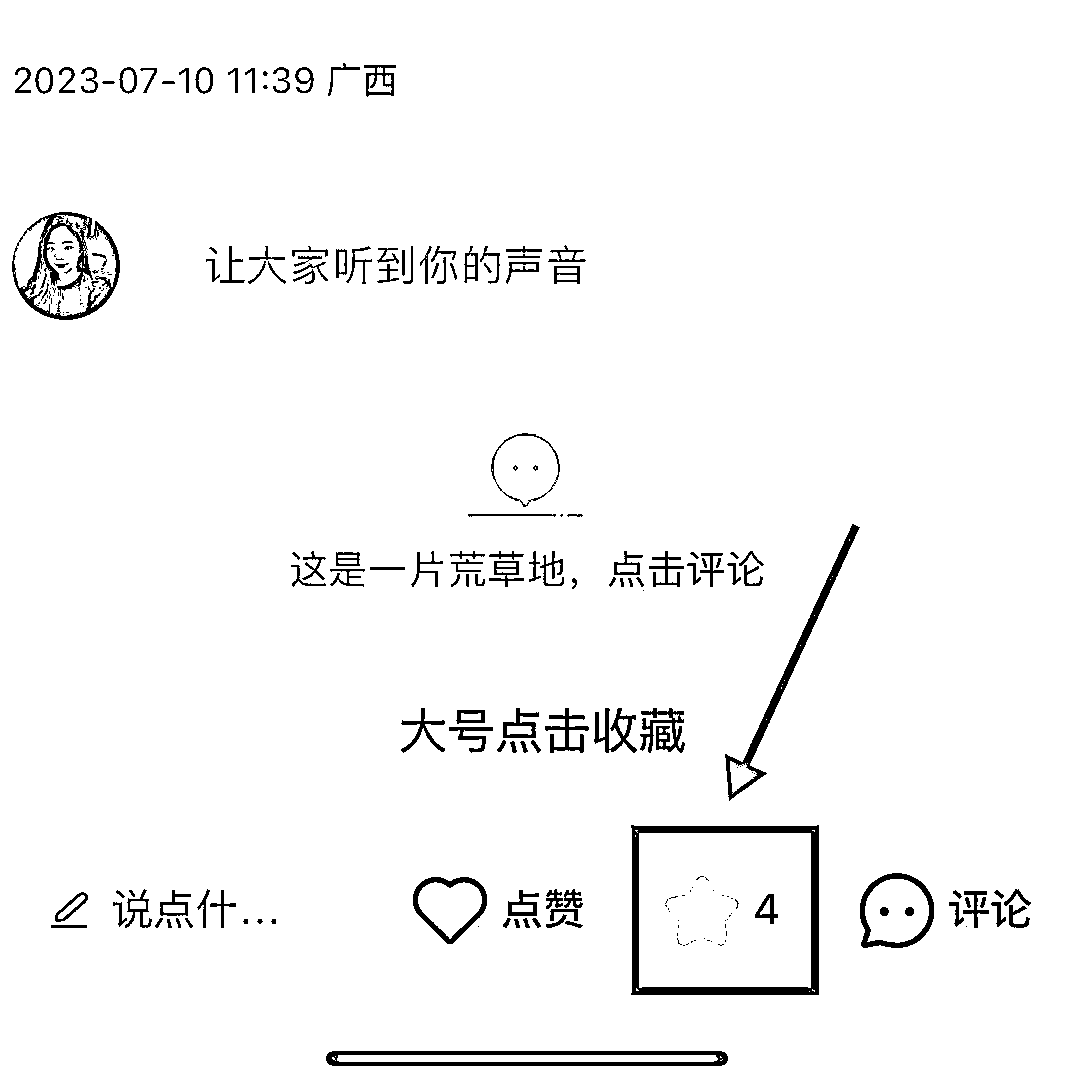 2023-07-10 11:39 广西
让大家听到你的声音
这是一片荒草地，点击评论
大号点击收藏
说点什... 点赞 4 评论